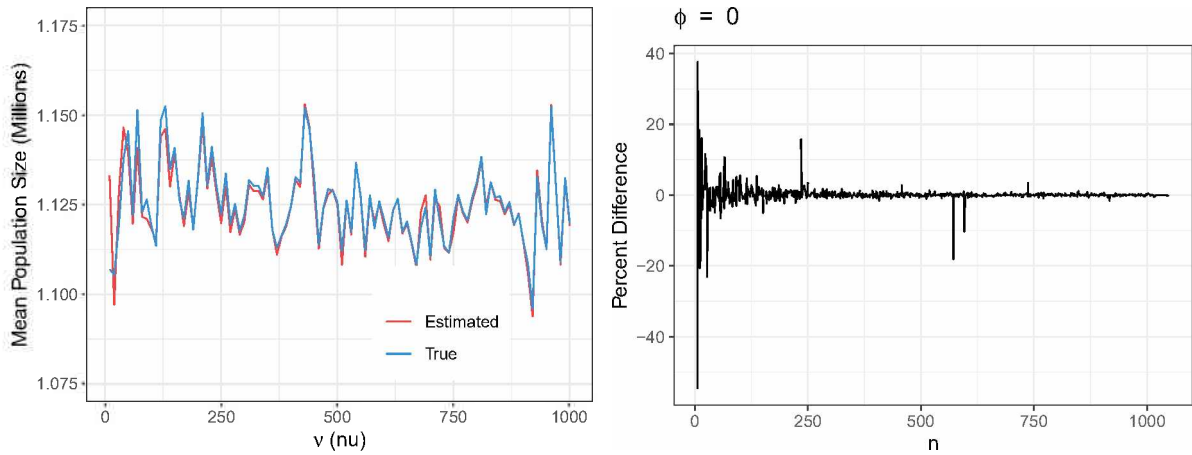 1.175
1.150
1.125
1.100
1.075
Mean Population Size (Millions)
Estimated
True
0
250
500
750
1000
ν (nu)
ϕ = 0
40
20
0
−20
−40
Percent Difference
0
250
500
750
1000
n